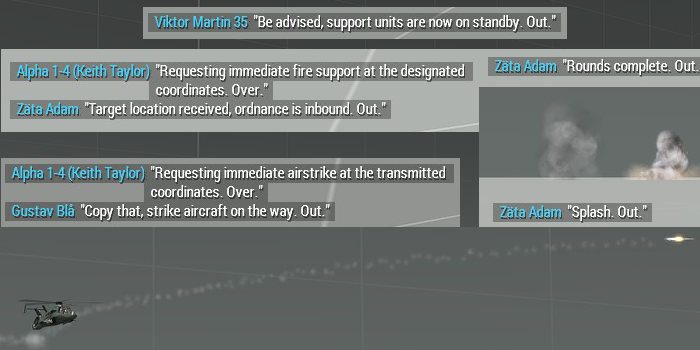 Viktor Martin 35 "Be advised, support units are now on standby. Out."
Alpha 1-4 (Keith Taylor) "Requesting immediate fire support at the designated
coordinates. Over."
Zäta Adam "Target location received, ordnance is inbound. Out."
Zäta Adam "Rounds complete. Out.
Alpha 1-4 (Keith Taylor) "Requesting immediate airstrike at the transmitted
coordinates. Over."
Gustav Blå "Copy that, strike aircraft on the way. Out."
Zäta Adam "Splash. Out."